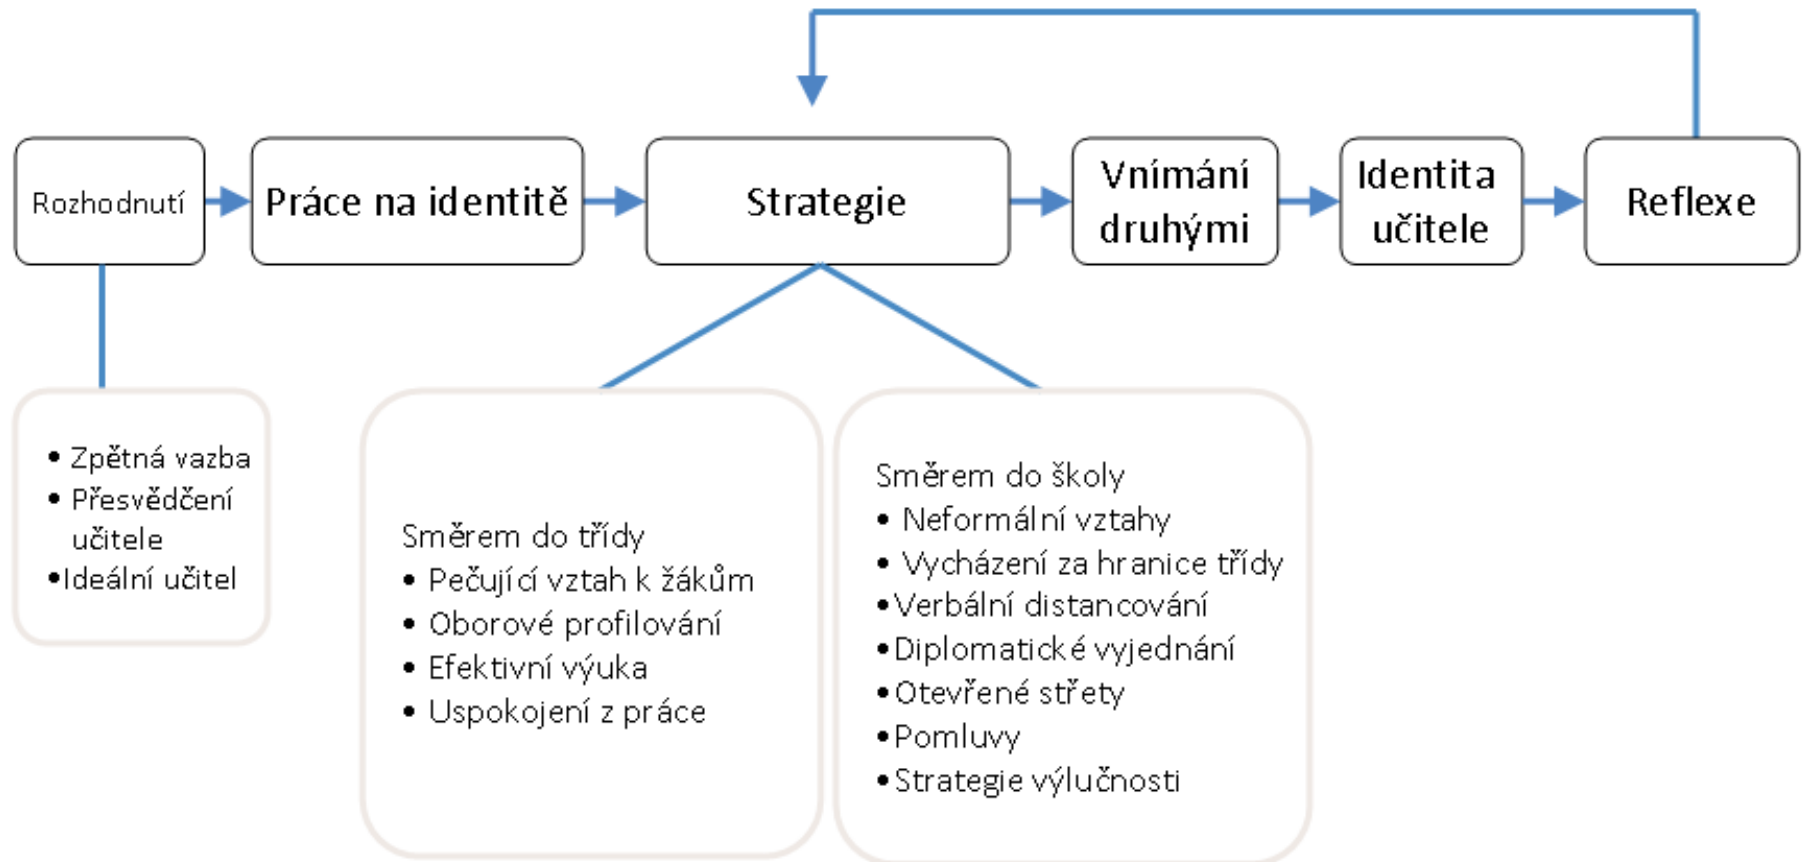 Rozhodnutí
Práce na identitě
Strategie
Vnímání
druhými
Identita
učitele
Reflexe
• Zpětná vazba
• Přesvědčení
učitele
•Ideální učitel
Směrem do třídy
• Pečující vztah k žákům
• Oborové profilování
• Efektivní výuka
• Uspokojení z práce
Směrem do školy
• Neformální vztahy
• Vycházení za hranice třídy
•Verbální distancování
•Diplomatické vyjednání
•Otevřené střety
•Pomluvy
•Strategie výlučnosti